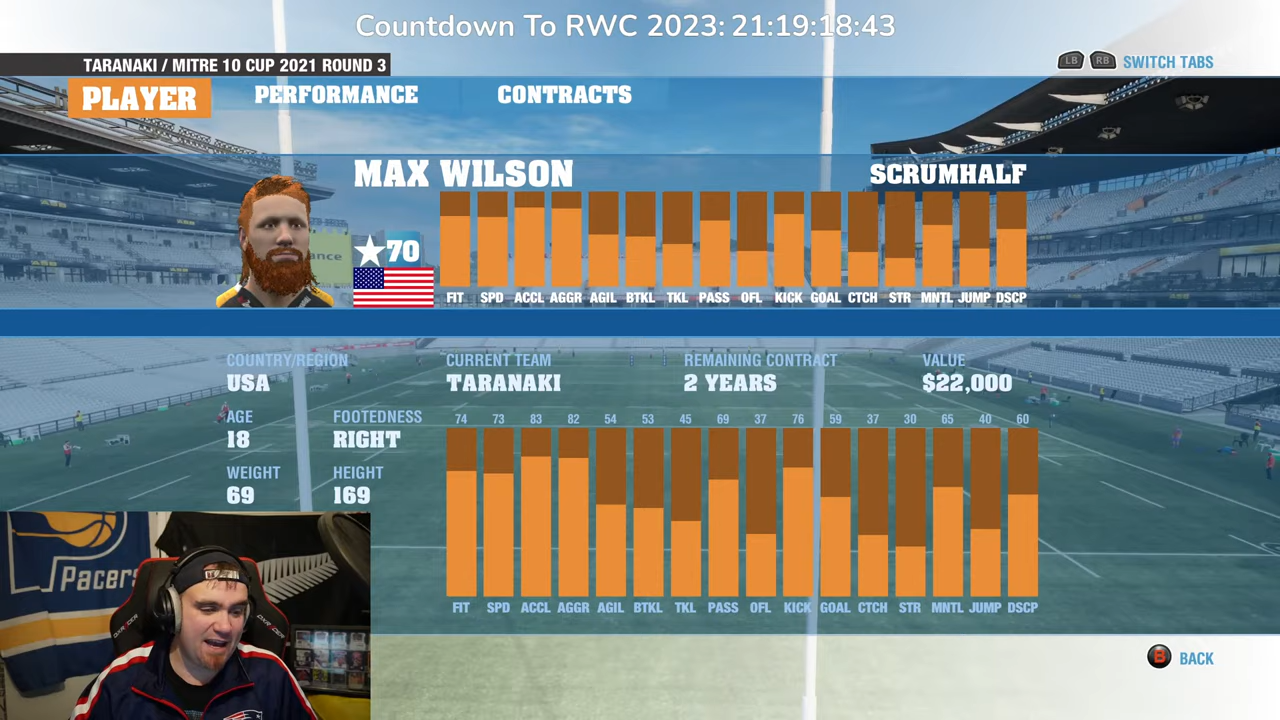 Countdown To RWC 2023: 21:19:18:43
TARANAKI / MITRE 10 CUP 2021 ROUND 3
LB RB SWITCH TABS
PLAYER PERFORMANCE CONTRACTS
MAX WILSON SCRUMHALF
70
FIT SPD ACCL AGGR AGIL BTKL TKL PASS OFL KICK GOAL CTCH STR MNTL JUMP DSCP
COUNTRY/REGION CURRENT TEAM REMAINING CONTRACT VALUE
USA TARANAKI 2 YEARS $22,000
AGE FOOTEDNESS
18 RIGHT
WEIGHT HEIGHT
69 169
74 73 83 82 54 53 45 69 37 76 59 37 30 65 40 60
FIT SPD ACCL AGGR AGIL BTKL TKL PASS OFL KICK GOAL CTCH STR MNTL JUMP DSCP
Pacers
B BACK